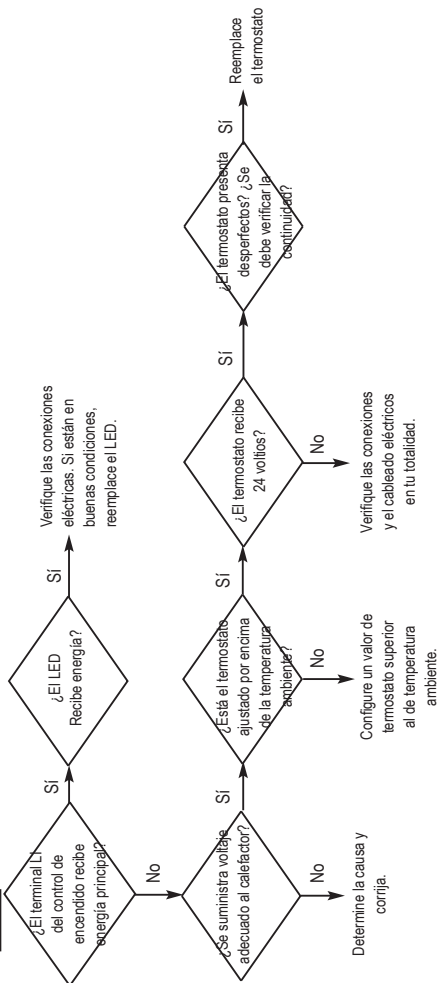 ¿El terminal LI
del control de
encendido recibe
energía principal?
Sí
¿El LED
Recibe energía?
Sí
Verifique las conexiones
eléctricas. Si están en
buenas condiciones,
reemplace el LED.
No
¿Se suministra voltaje
adecuado al calefactor?
No
Determine la causa y
corrija.
Sí
¿Está el termostato
ajustado por encima
de la temperatura
ambiente?
No
Configure un valor de
termostato superior
al de temperatura
ambiente.
Sí
¿El termostato recibe
24 voltios?
No
Verifique las conexiones
y el cableado eléctricos
en tu totalidad.
Sí
¿El termostato presenta
desperfectos? ¿Se
debe verificar la
continuidad?
Sí
Reemplace
el termostato